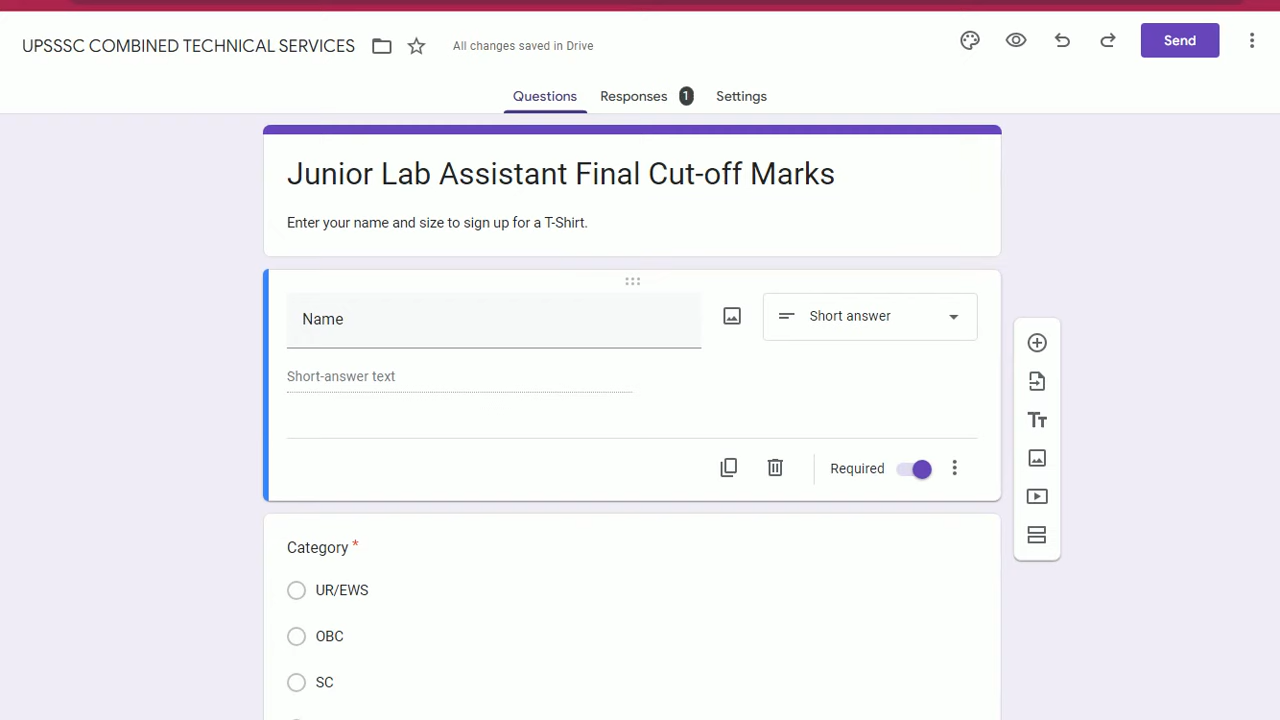 UPSSSC COMBINED TECHNICAL SERVICES
All changes saved in Drive
Send
Questions
Responses 1
Settings
Junior Lab Assistant Final Cut-off Marks
Enter your name and size to sign up for a T-Shirt.
Name
Short answer
Short-answer text
Required
Category *
UR/EWS
OBC
SC